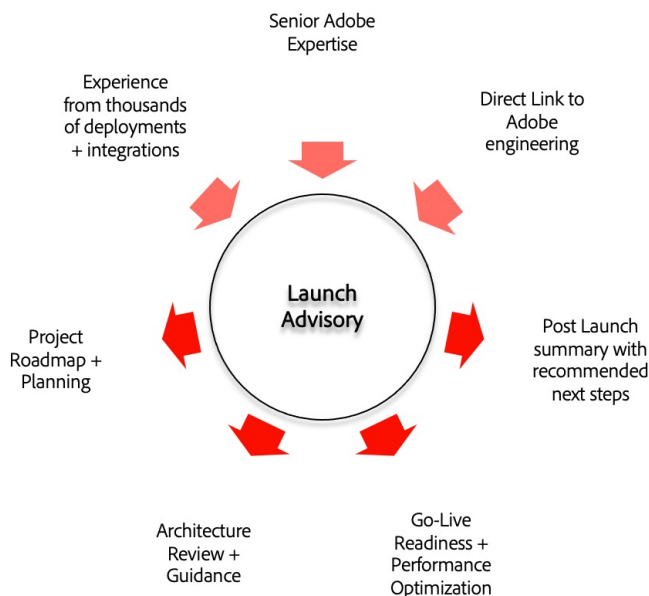 Senior Adobe
Expertise
Experience
from thousands
of deployments
+ integrations
Direct Link to
Adobe
engineering
Launch
Advisory
Project
Roadmap +
Planning
Post Launch
summary with
recommended
next steps
Architecture
Review +
Guidance
Go-Live
Readiness +
Performance
Optimization